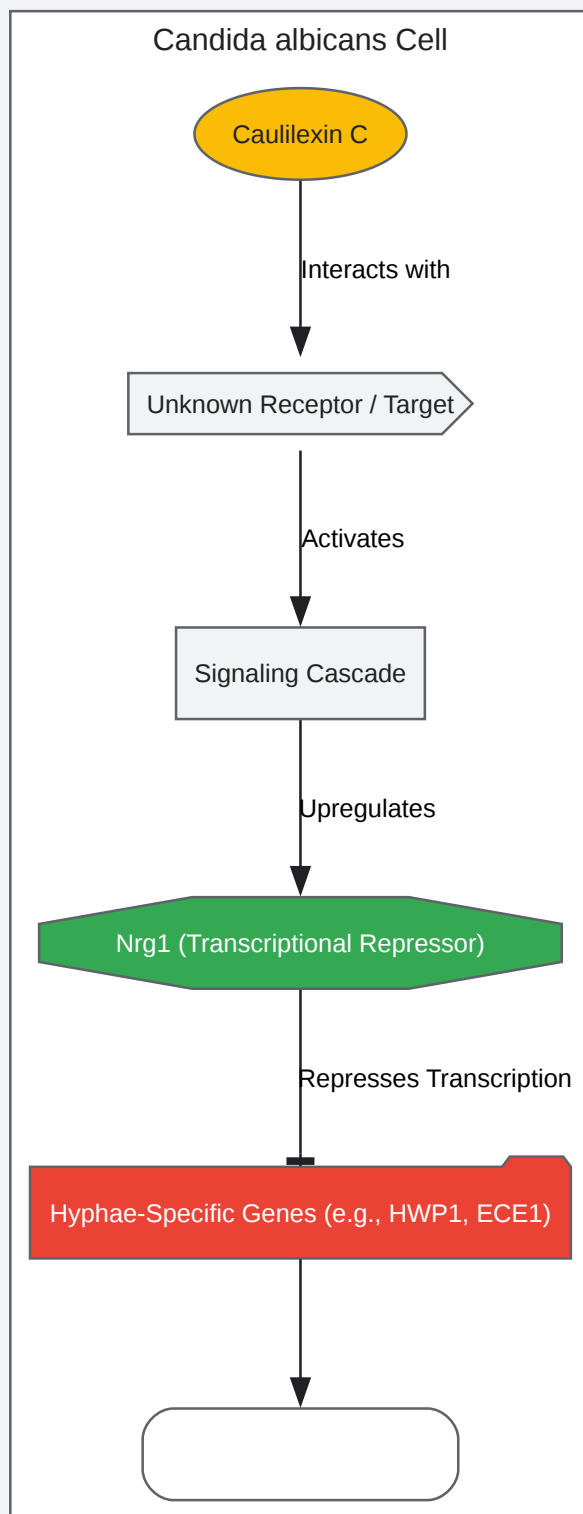 Candida albicans Cell
Caulilexin C
Interacts with
Unknown Receptor / Target
Activates
Signaling Cascade
Upregulates
Nrg1 (Transcriptional Repressor)
Represses Transcription
Hyphae-Specific Genes (e.g., HWP1, ECE1)